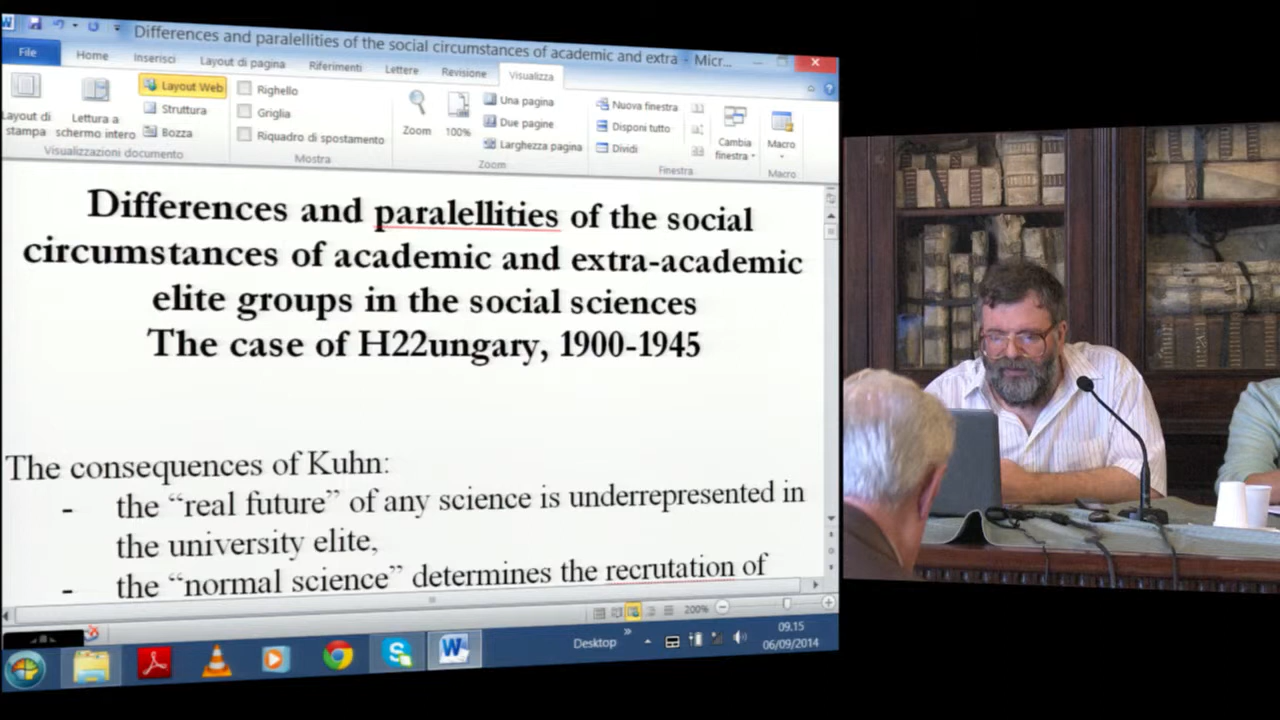 Differences and paralellities of the social circumstances of academic and extra - Micr...
File Home Inserisci Layout di pagina Riferimenti Lettere Revisione Visualizza
Layout di stampa
Lettura a schermo intero
Layout Web
Struttura
Bozza
Visualizzazioni documento
Righello
Griglia
Riquadro di spostamento
Mostra
Zoom
100%
Una pagina
Due pagine
Larghezza pagina
Zoom
Nuova finestra
Disponi tutto
Dividi
Cambia finestra
Finestra
Macro
Macro
Differences and paralellities of the social
circumstances of academic and extra-academic
elite groups in the social sciences
The case of H22ungary, 1900-1945
The consequences of Kuhn:
- the “real future” of any science is underrepresented in
the university elite,
- the “normal science” determines the recrutation of
200%
Desktop
09.15
06/09/2014